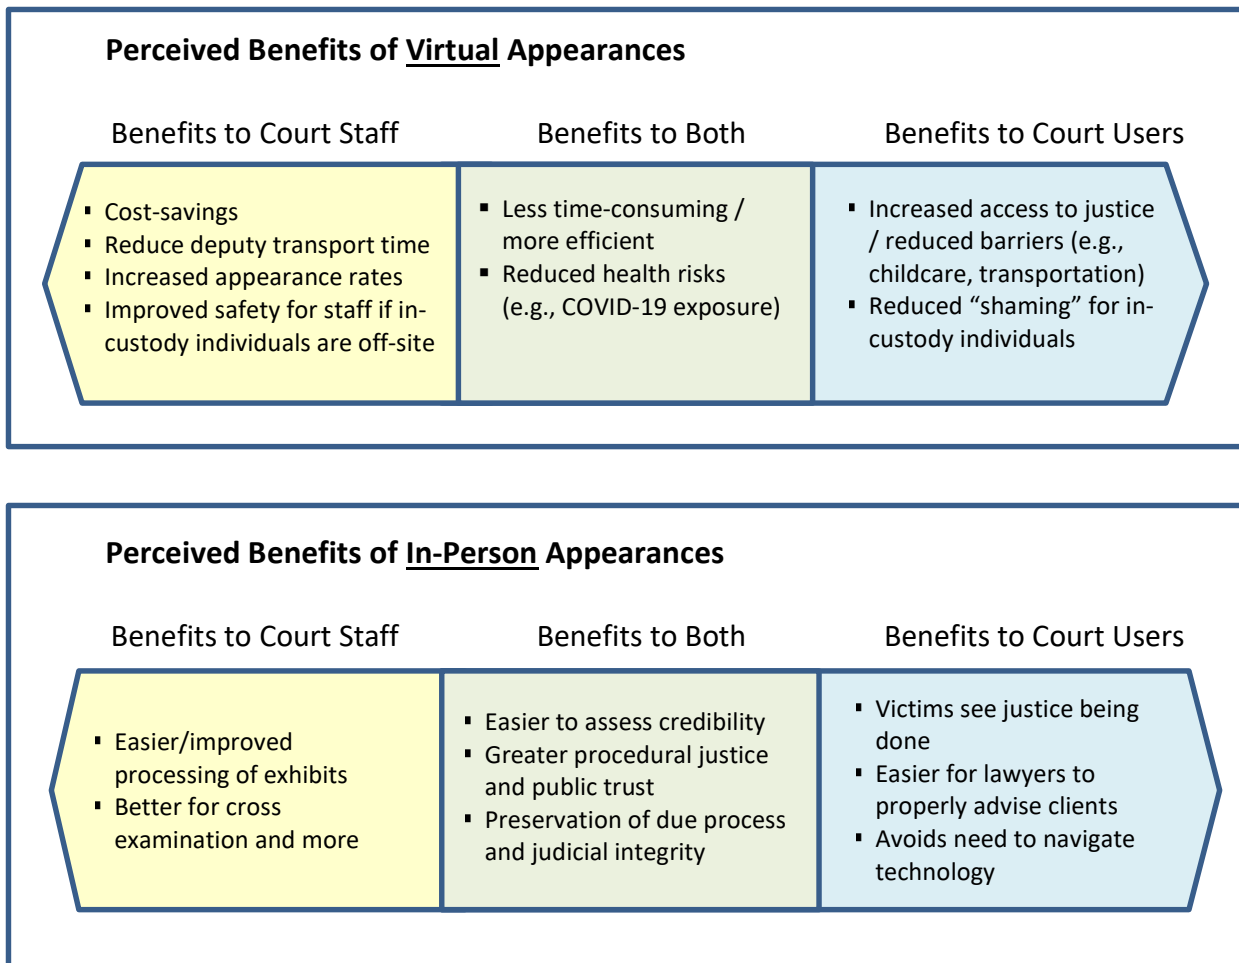 Perceived Benefits of Virtual Appearances
Benefits to Court Staff
Benefits to Both
Benefits to Court Users
▪ Cost-savings
▪ Reduce deputy transport time
▪ Increased appearance rates
▪ Improved safety for staff if in-
custody individuals are off-site
▪ Less time-consuming /
more efficient
▪ Reduced health risks
(e.g., COVID-19 exposure)
▪ Increased access to justice
/ reduced barriers (e.g.,
childcare, transportation)
▪ Reduced “shaming” for in-
custody individuals
Perceived Benefits of In-Person Appearances
Benefits to Court Staff
Benefits to Both
Benefits to Court Users
▪ Easier/improved
processing of exhibits
▪ Better for cross
examination and more
▪ Easier to assess credibility
▪ Greater procedural justice
and public trust
▪ Preservation of due process
and judicial integrity
▪ Victims see justice being
done
▪ Easier for lawyers to
properly advise clients
▪ Avoids need to navigate
technology